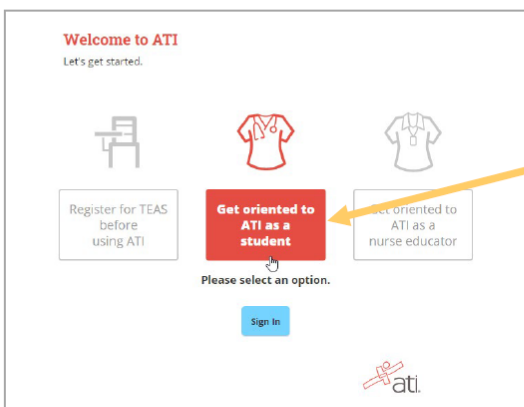 Welcome to ATI
Let's get started.
Register for TEAS
before
using ATI
Get oriented to
ATI as a
student
Get oriented to
ATI as a
nurse educator
Please select an option.
Sign In
ati